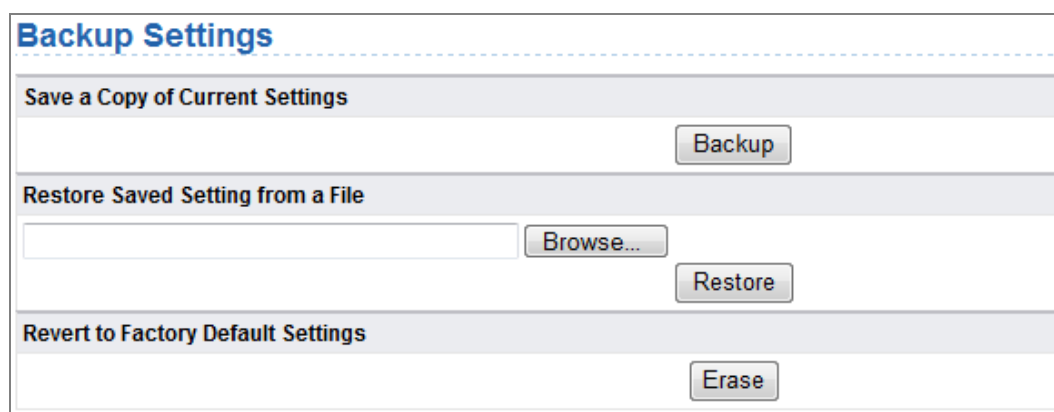 Backup Settings
Save a Copy of Current Settings
Backup
Restore Saved Setting from a File
Browse...
Restore
Revert to Factory Default Settings
Erase